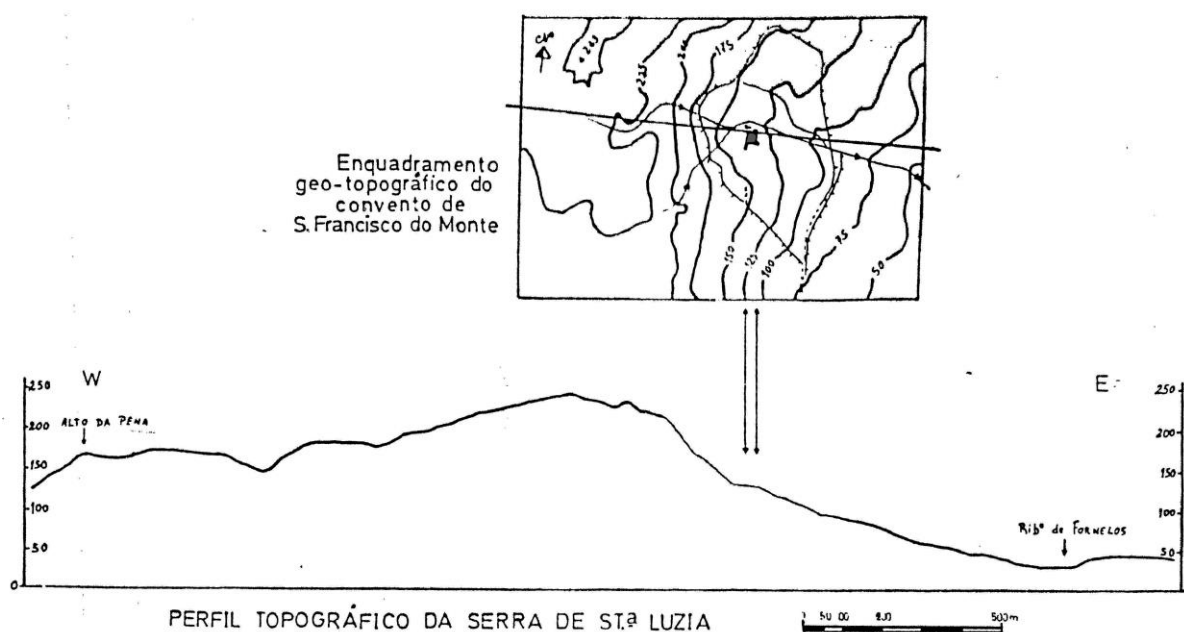 Enquadramento
geo-topográfico do
convento de
S. Francisco do Monte
225
200
175
150
125
100
75
50
W
E
250
200
150
100
50
0
ALTO DA PENA
250
200
150
100
50
Ribº de FORNELOS
PERFIL TOPOGRÁFICO DA SERRA DE ST.ª LUZIA
500m